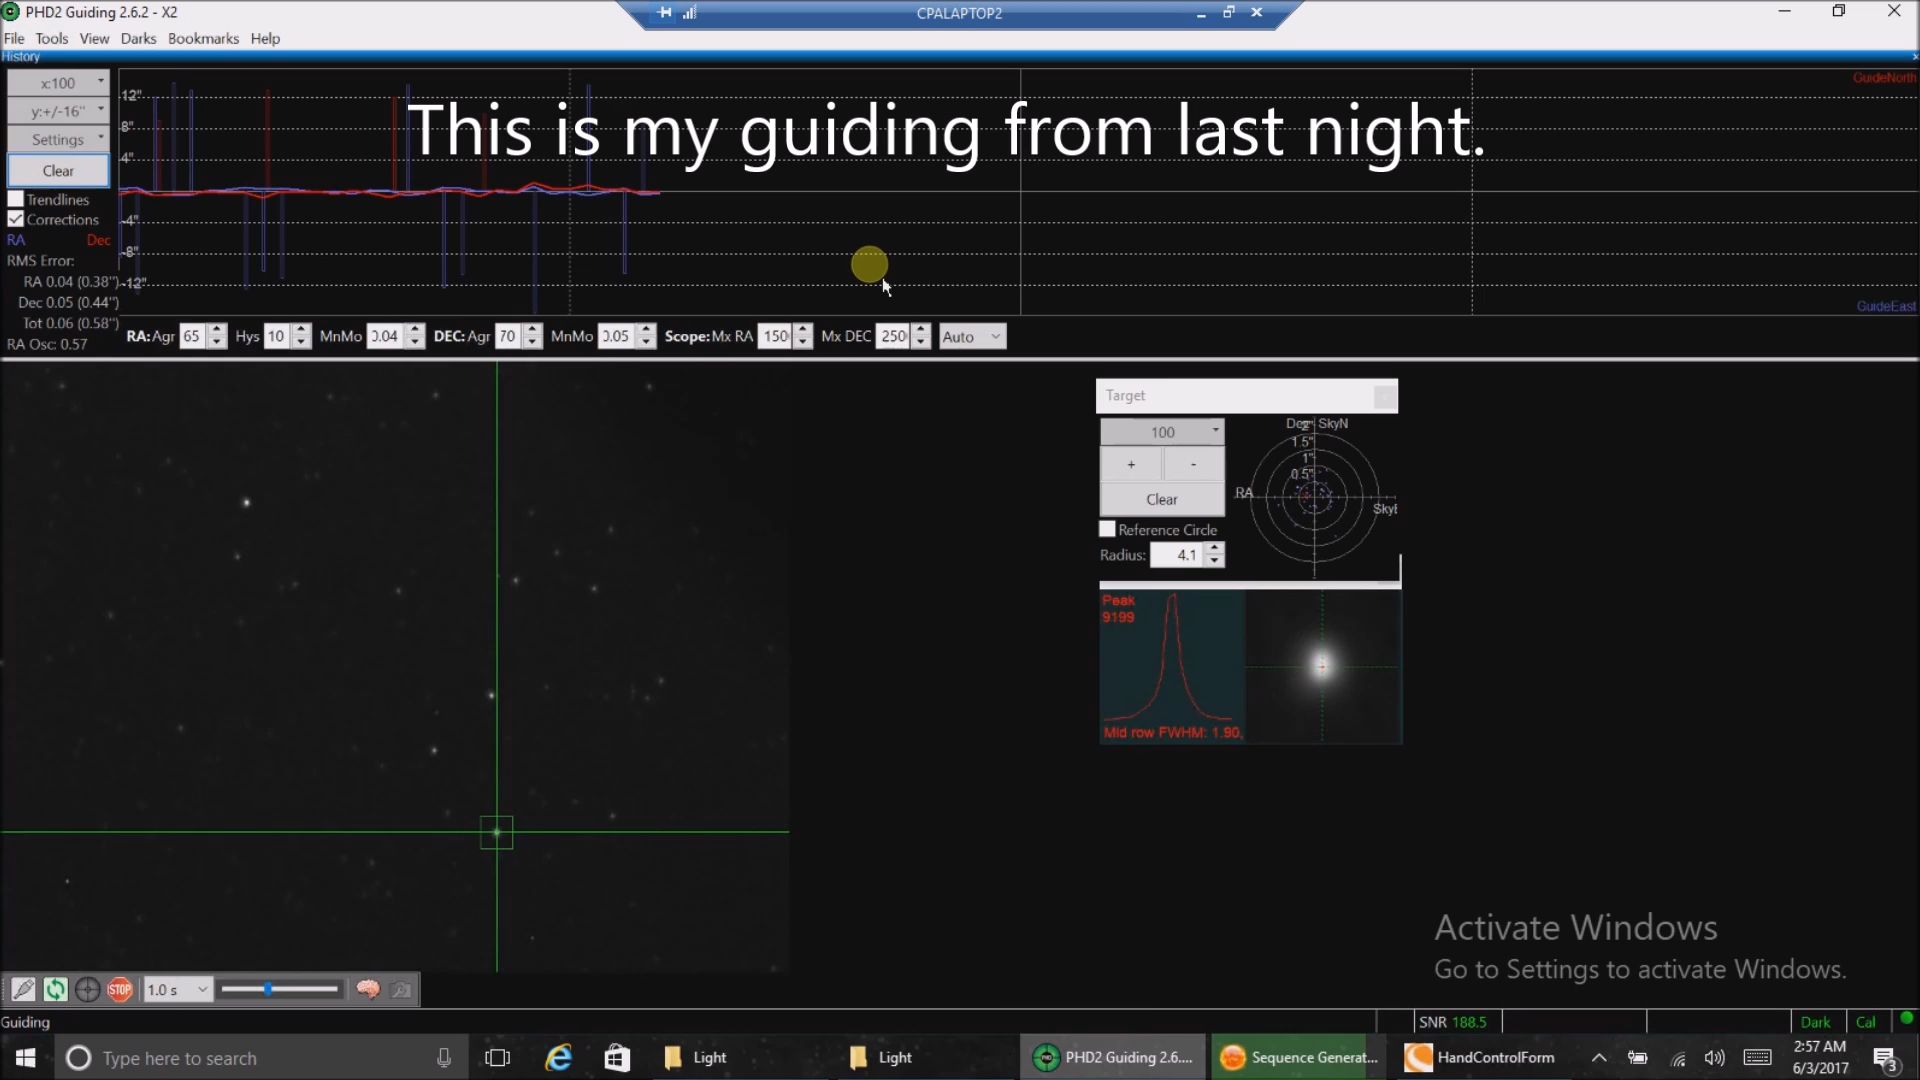 PHD2 Guiding 2.6.2 - X2
CPALAPTOP2
File Tools View Darks Bookmarks Help
History
x:100
y:+/-16"
Settings
Clear
Trendlines
Corrections
RA Dec
RMS Error:
RA 0.04 (0.38")
Dec 0.05 (0.44")
Tot 0.06 (0.58")
RA Osc: 0.57
12"
8"
4"
-4"
-8"
-12"
This is my guiding from last night.
GuideNorth
GuideEast
RA: Agr 65 Hys 10 MnMo 0.04 DEC: Agr 70 MnMo 0.05 Scope: Mx RA 150 Mx DEC 250 Auto
Target
100
+ -
Clear
Reference Circle
Radius: 4.1
Dec SkyN
2"
1.5"
1"
0.5"
RA
SkyE
Peak
9199
Mid row FWHM: 1.90,
Activate Windows
Go to Settings to activate Windows.
STOP
1.0 s
Guiding
SNR 188.5
Dark Cal
Type here to search
Light
Light
PHD2 Guiding 2.6....
Sequence Generat...
HandControlForm
2:57 AM
6/3/2017
3